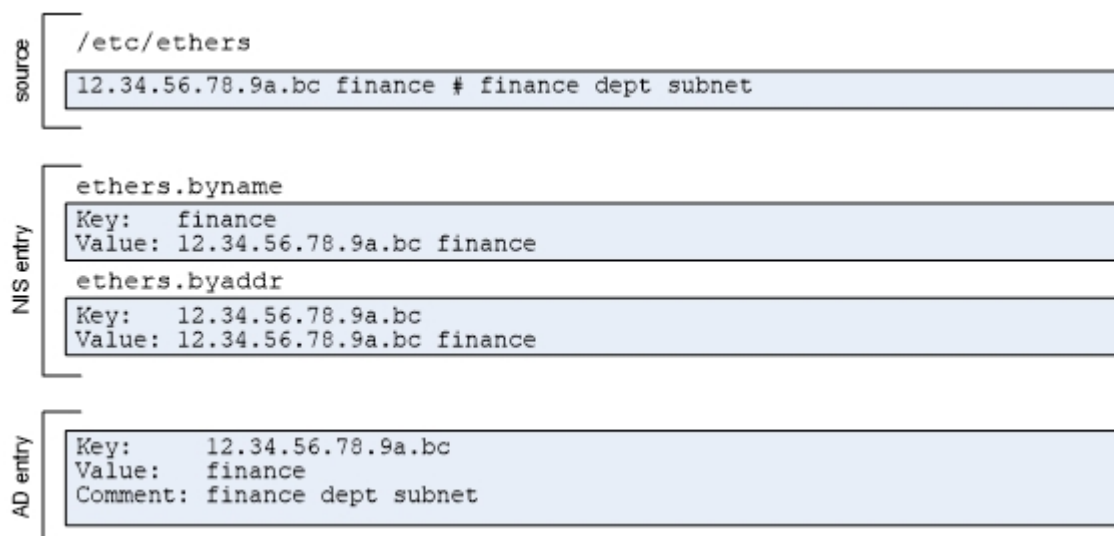 source
/etc/ethers
12.34.56.78.9a.bc finance # finance dept subnet
NIS entry
ethers.byname
Key: finance
Value: 12.34.56.78.9a.bc finance
ethers.byaddr
Key: 12.34.56.78.9a.bc
Value: 12.34.56.78.9a.bc finance
AD entry
Key: 12.34.56.78.9a.bc
Value: finance
Comment: finance dept subnet